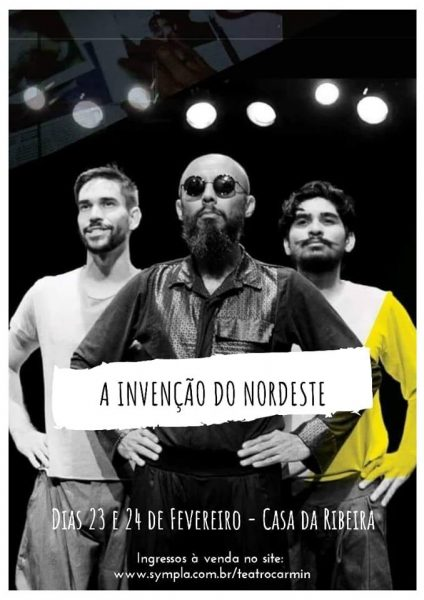 A INVENÇÃO DO NORDESTE
DIAS 23 E 24 DE FEVEREIRO - CASA DA RIBEIRA
Ingressos à venda no site:
www.sympla.com.br/teatrocarmin